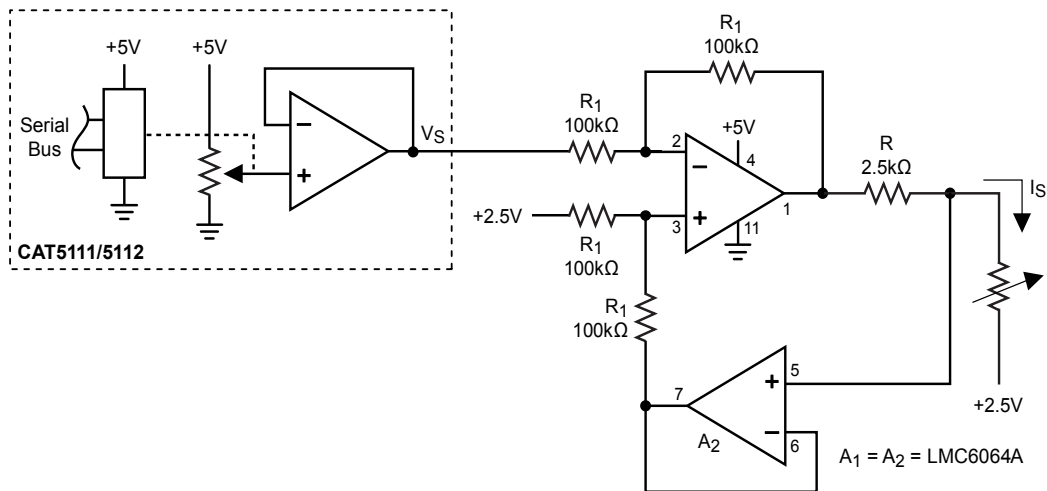 +5V
+5V
Serial
Bus
−
+
VS
CAT5111/5112
R1
100kΩ
R1
100kΩ
+5V
2
−
4
+2.5V
+
3
11
1
R1
100kΩ
R
2.5kΩ
IS
R1
100kΩ
+2.5V
7
5
+
−
6
A2
A1 = A2 = LMC6064A